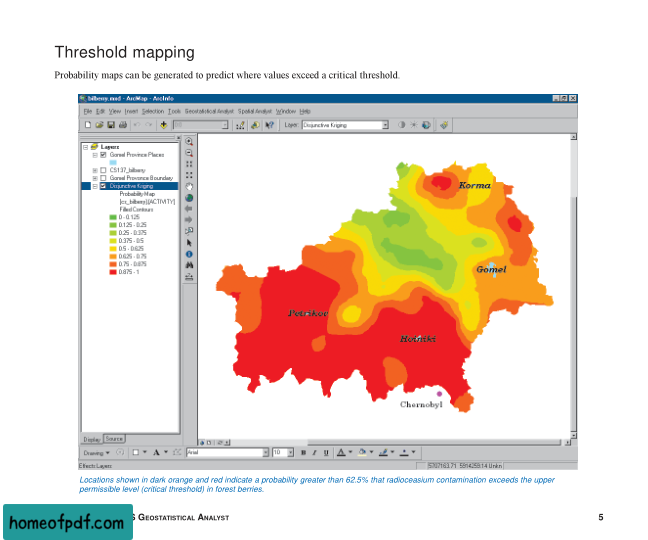 Threshold mapping
Probability maps can be generated to predict where values exceed a critical threshold.
bilberry.mxd - ArcMap - ArcInfo
File Edit View Insert Selection Tools Geostatistical Analyst Spatial Analyst Window Help
Layer: Disjunctive Kriging
Layers
Gomel Province Places
CS137_bilberry
Gomel Province Boundary
Disjunctive Kriging
Probability Map
[cs_bilberry].[ACTIVITY]
Filled Contours
0 - 0.125
0.125 - 0.25
0.25 - 0.375
0.375 - 0.5
0.5 - 0.625
0.625 - 0.75
0.75 - 0.875
0.875 - 1
Korma
Gomel
Petrikov
Hoiniki
Chernobyl
Display Source
Drawing A Arial 10 B I U A
Effects Layers
Locations shown in dark orange and red indicate a probability greater than 62.5% that radiocesium contamination exceeds the upper
permissible level (critical threshold) in forest berries.
homeofpdf.com S GEOSTATISTICAL ANALYST 5